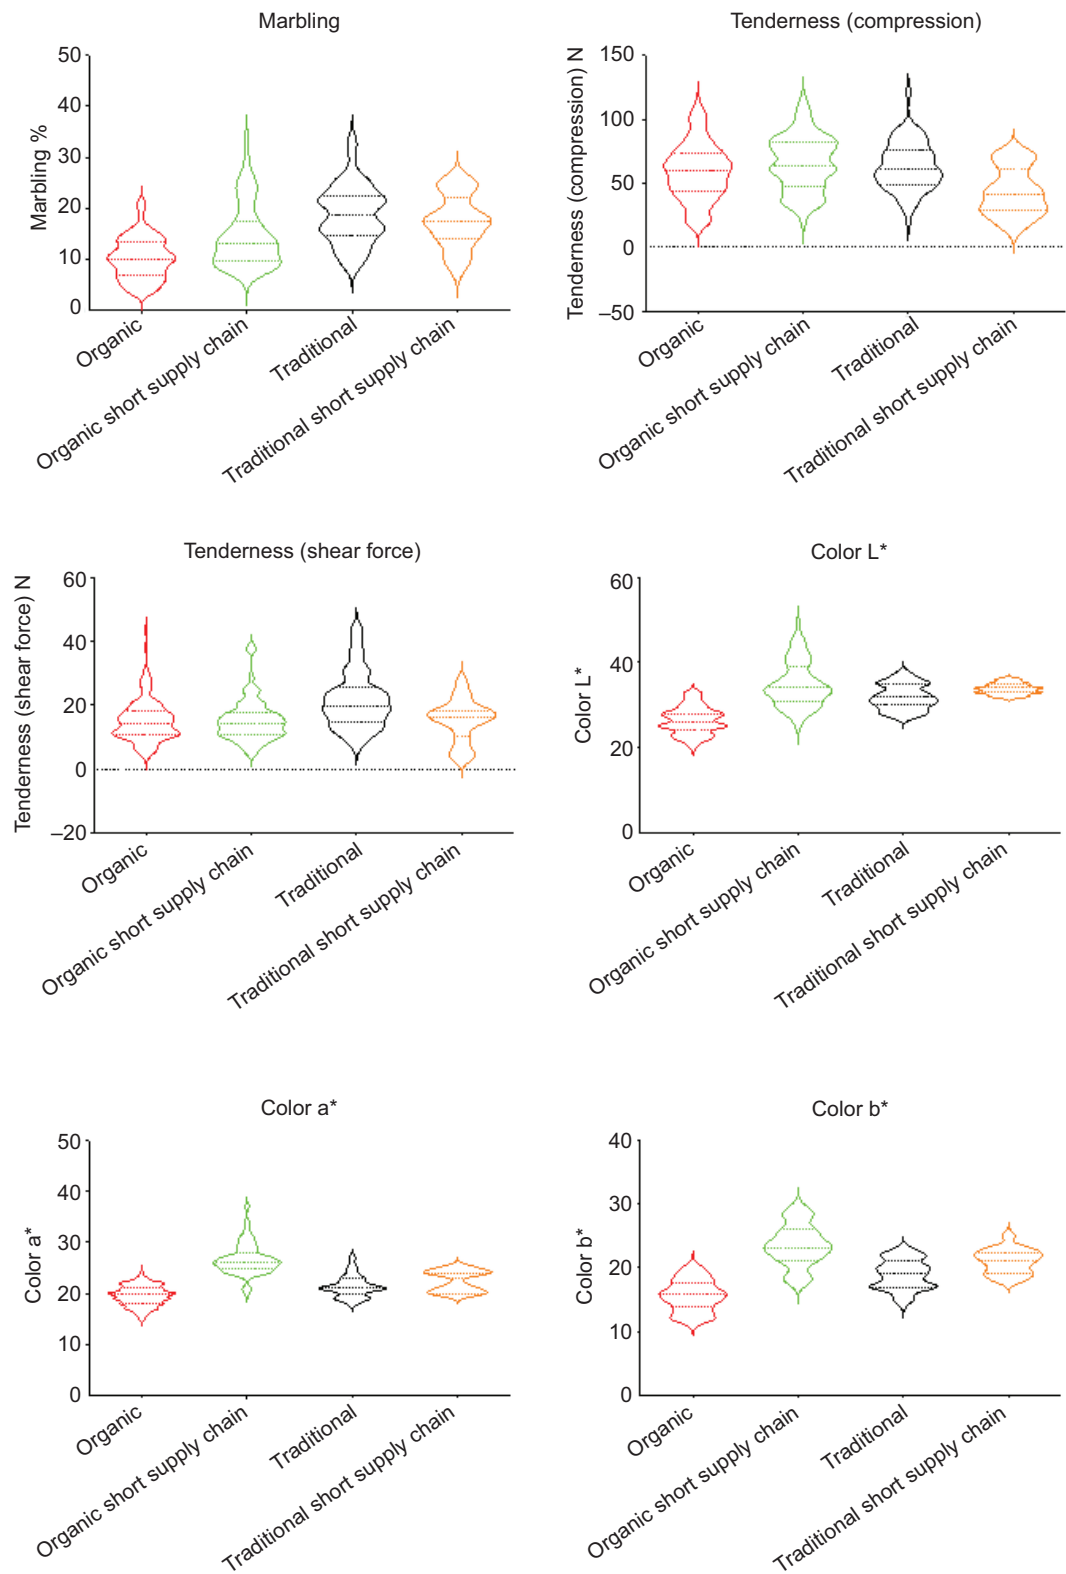 Marbling
Marbling %
50
40
30
20
10
0
Organic
Organic short supply chain
Traditional
Traditional short supply chain
Tenderness (compression)
Tenderness (compression) N
150
100
50
0
–50
Organic
Organic short supply chain
Traditional
Traditional short supply chain
Tenderness (shear force)
Tenderness (shear force) N
60
40
20
0
–20
Organic
Organic short supply chain
Traditional
Traditional short supply chain
Color L*
Color L*
60
40
20
0
Organic
Organic short supply chain
Traditional
Traditional short supply chain
Color a*
Color a*
50
40
30
20
10
0
Organic
Organic short supply chain
Traditional
Traditional short supply chain
Color b*
Color b*
40
30
20
10
0
Organic
Organic short supply chain
Traditional
Traditional short supply chain